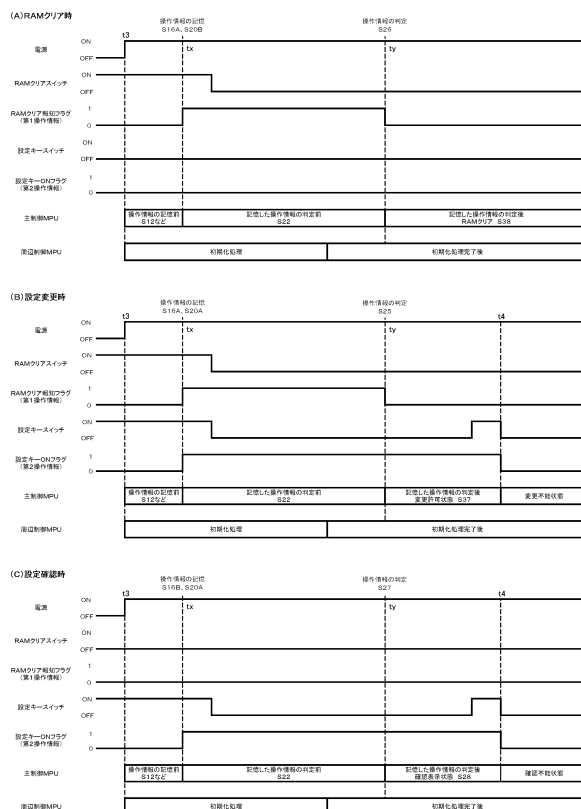 (A)RAMクリア時
操作情報の記憶
S16A, S20B
操作情報の判定
S26
t3
tx
ty
電源
ON
OFF
RAMクリアスイッチ
ON
OFF
RAMクリア報知フラグ
(第1操作情報)
1
0
設定キースイッチ
ON
OFF
設定キーONフラグ
(第2操作情報)
1
0
主制御MPU
操作情報の記憶前
S12など
記憶した操作情報の判定前
S22
記憶した操作情報の判定後
RAMクリア S38
周辺制御MPU
初期化処理
初期化処理完了後
(B)設定変更時
操作情報の記憶
S16A, S20A
操作情報の判定
S25
t3
tx
ty
t4
電源
ON
OFF
RAMクリアスイッチ
ON
OFF
RAMクリア報知フラグ
(第1操作情報)
1
0
設定キースイッチ
ON
OFF
設定キーONフラグ
(第2操作情報)
1
0
主制御MPU
操作情報の記憶前
S12など
記憶した操作情報の判定前
S22
記憶した操作情報の判定後
変更許可状態 S37
変更不能状態
周辺制御MPU
初期化処理
初期化処理完了後
(C)設定確認時
操作情報の記憶
S16B, S20A
操作情報の判定
S27
t3
tx
ty
t4
電源
ON
OFF
RAMクリアスイッチ
ON
OFF
RAMクリア報知フラグ
(第1操作情報)
1
0
設定キースイッチ
ON
OFF
設定キーONフラグ
(第2操作情報)
1
0
主制御MPU
操作情報の記憶前
S12など
記憶した操作情報の判定前
S22
記憶した操作情報の判定後
確認表示状態 S28
確認不能状態
周辺制御MPU
初期化処理
初期化処理完了後